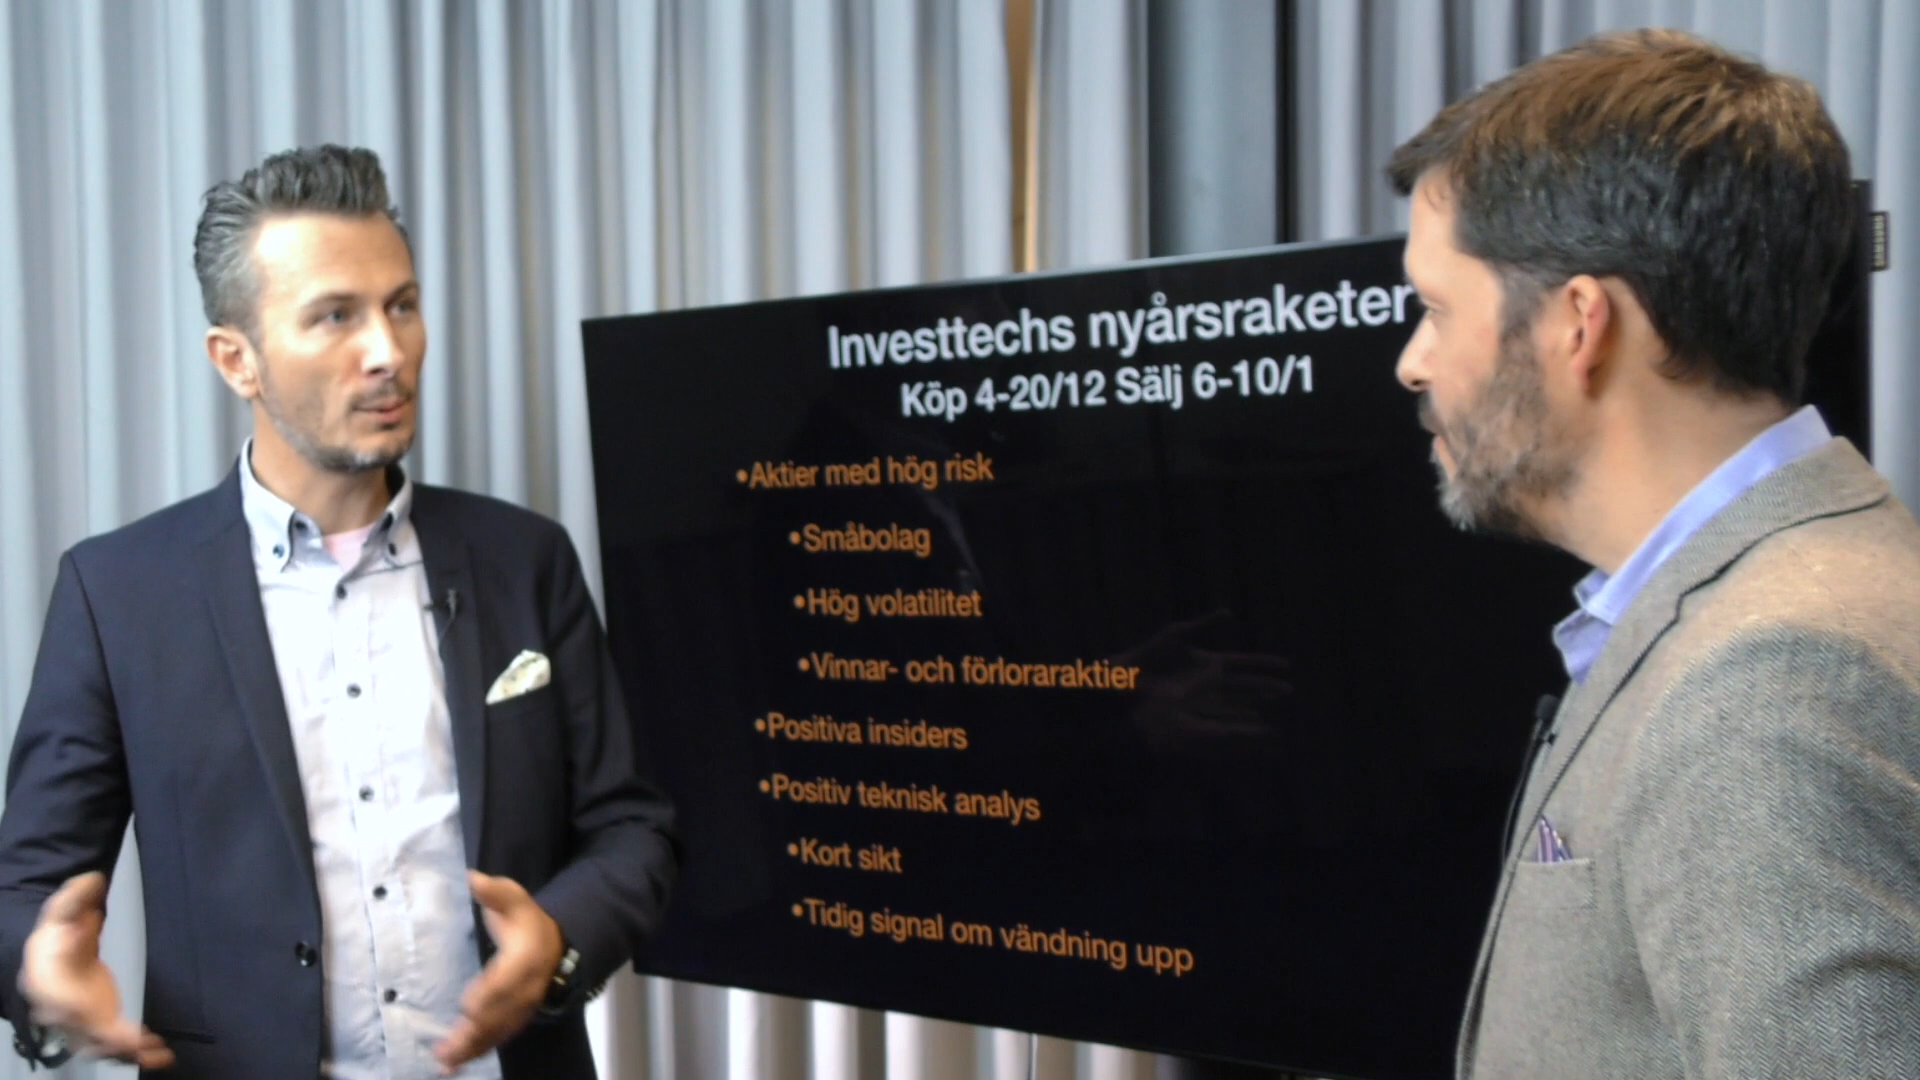 Investtechs nyårsraketer
Köp 4-20/12 Sälj 6-10/1
•Aktier med hög risk
•Småbolag
•Hög volatilitet
•Vinnar- och förloraraktier
•Positiva insiders
•Positiv teknisk analys
•Kort sikt
•Tidig signal om vändning upp
SAMSUNG